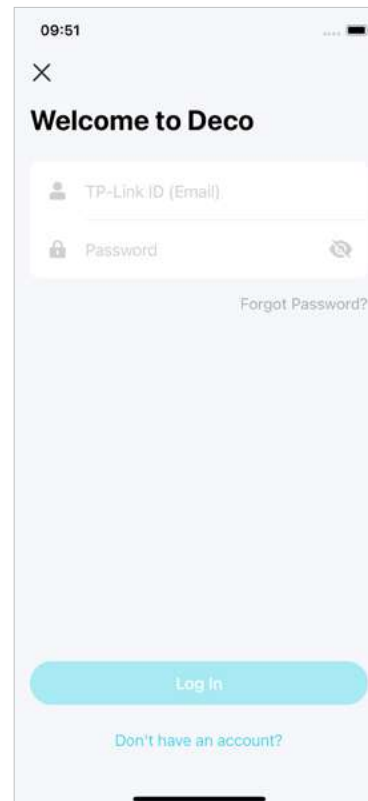 09:51
Welcome to Deco
TP-Link ID (Email)
Password
Forgot Password?
Log In
Don't have an account?